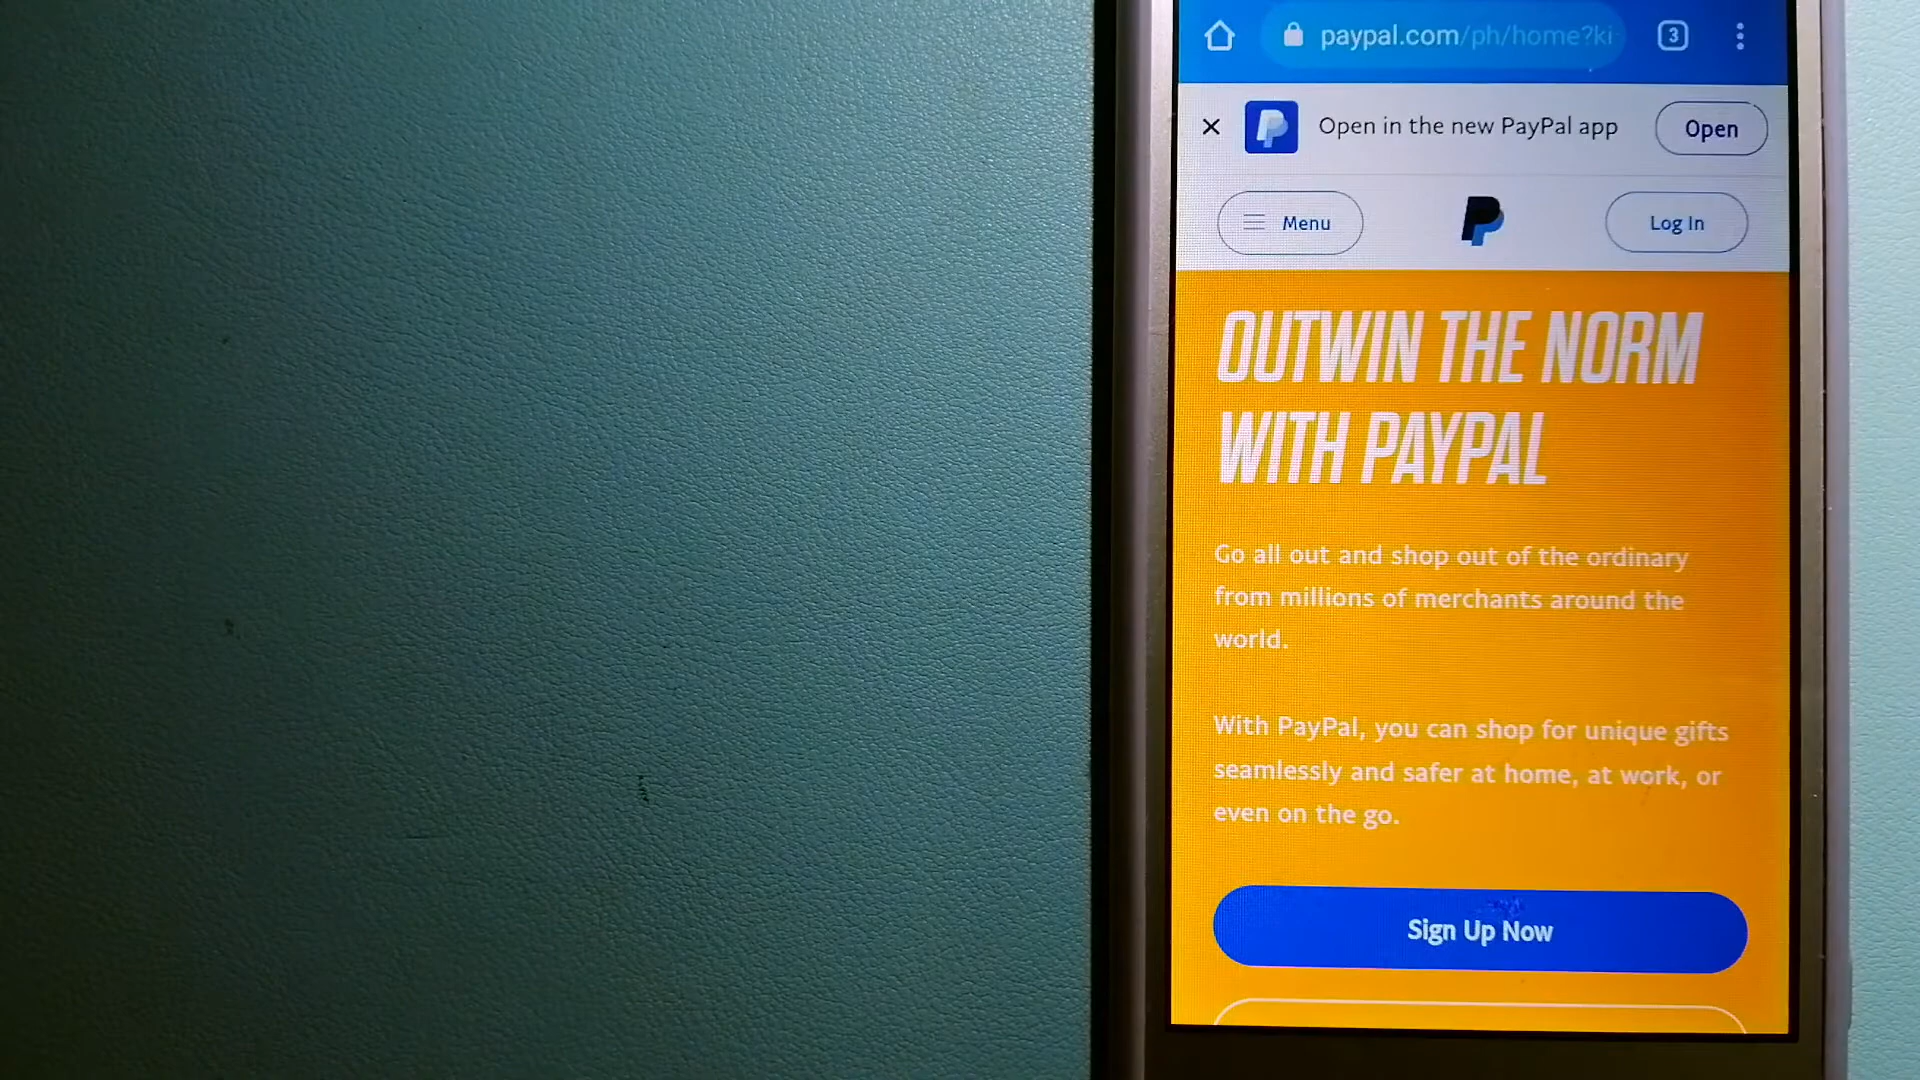 paypal.com/ph/home?ki
3
Open in the new PayPal app
Open
Menu
Log In
OUTWIN THE NORM
WITH PAYPAL
Go all out and shop out of the ordinary
from millions of merchants around the
world.
With PayPal, you can shop for unique gifts
seamlessly and safer at home, at work, or
even on the go.
Sign Up Now